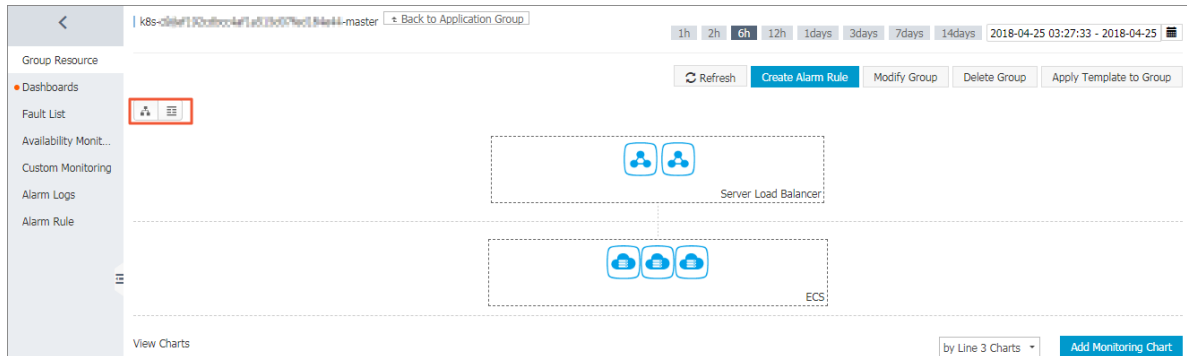 k8s- -master Back to Application Group
1h 2h 6h 12h 1days 3days 7days 14days 2018-04-25 03:27:33 - 2018-04-25
Group Resource
Refresh Create Alarm Rule Modify Group Delete Group Apply Template to Group
Dashboards
Fault List
Availability Monit...
Custom Monitoring
Alarm Logs
Alarm Rule
Server Load Balancer
ECS
View Charts
by Line 3 Charts
Add Monitoring Chart